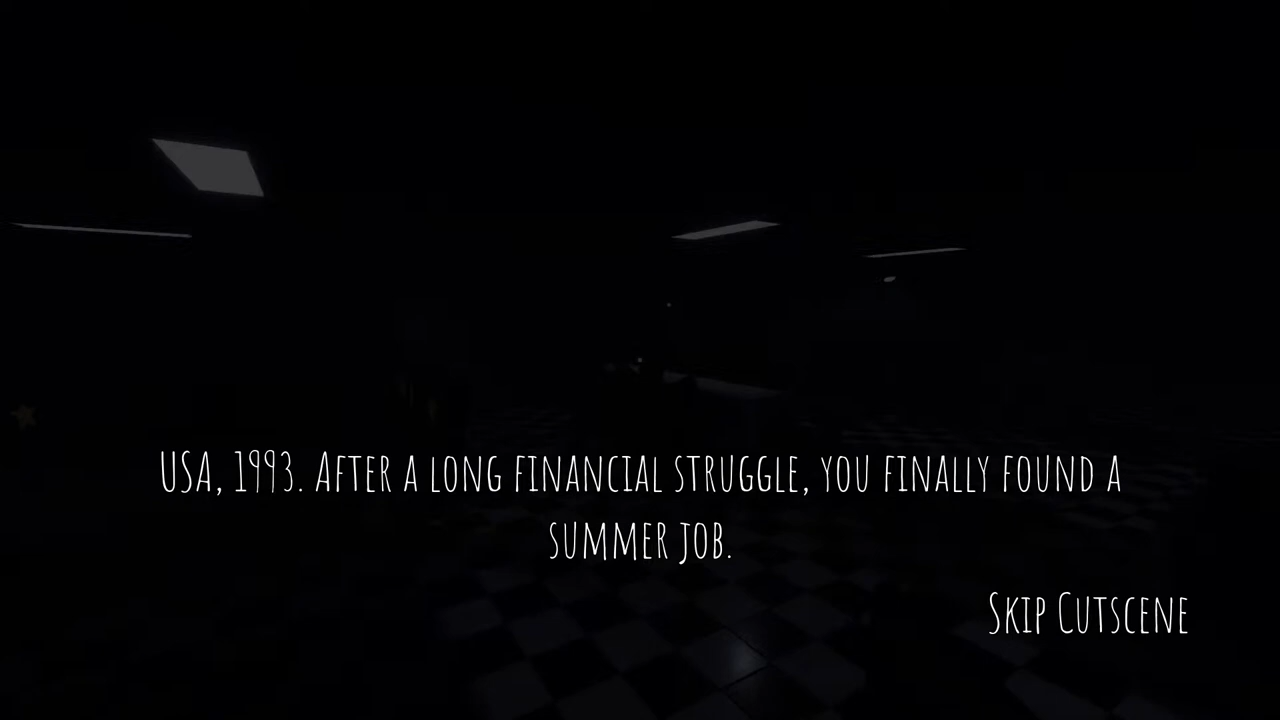 USA, 1993. After a long financial struggle, you finally found a
summer job.
Skip Cutscene